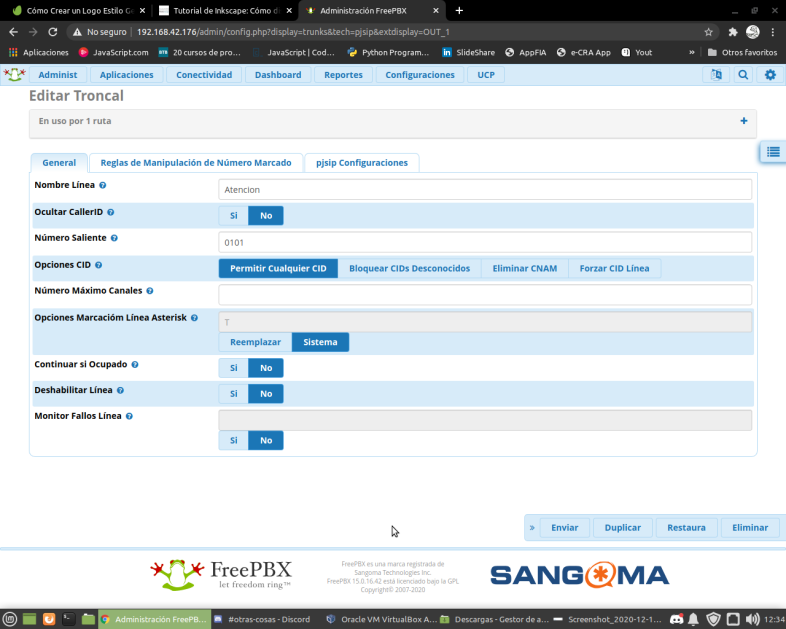 Cómo Crear un Logo Estilo G
Tutorial de Inkscape: Cómo d
Administración FreePBX
No seguro | 192.168.42.176/admin/config.php?display=trunks&tech=pjsip&extdisplay=OUT_1
Aplicaciones JavaScript.com 20 cursos de pro... JavaScript | Cod... Python Program... SlideShare AppFIA e-CRA App Yout » Otros favoritos
Administ Aplicaciones Conectividad Dashboard Reportes Configuraciones UCP
Editar Troncal
En uso por 1 ruta +
General Reglas de Manipulación de Número Marcado pjsip Configuraciones
Nombre Línea Atencion
Ocultar CallerID Si No
Número Saliente 0101
Opciones CID Permitir Cualquier CID Bloquear CIDs Desconocidos Eliminar CNAM Forzar CID Línea
Número Máximo Canales
Opciones Marcacióm Línea Asterisk T
Reemplazar Sistema
Continuar si Ocupado Si No
Deshabilitar Línea Si No
Monitor Fallos Línea
Si No
» Enviar Duplicar Restaura Eliminar
FreePBX
let freedom ring™
FreePBX es una marca registrada de
Sangoma Technologies Inc.
FreePBX 15.0.16.42 está licenciado bajo la GPL
Copyright© 2007-2020
SANGOMA
Administración FreePB... #otras-cosas - Discord Oracle VM VirtualBox A... Descargas - Gestor de a... Screenshot_2020-12-1... 12:34